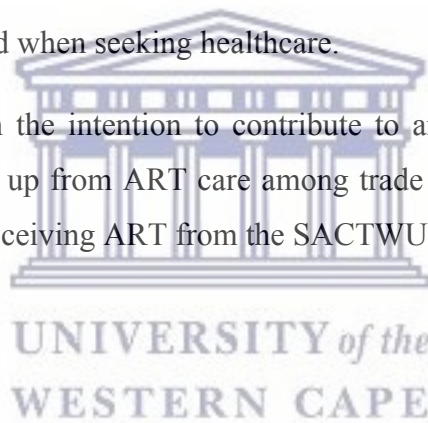 d when seeking healthcare.
n the intention to contribute to a
up from ART care among trade
ceiving ART from the SACTWU
UNIVERSITY of the
WESTERN CAPE